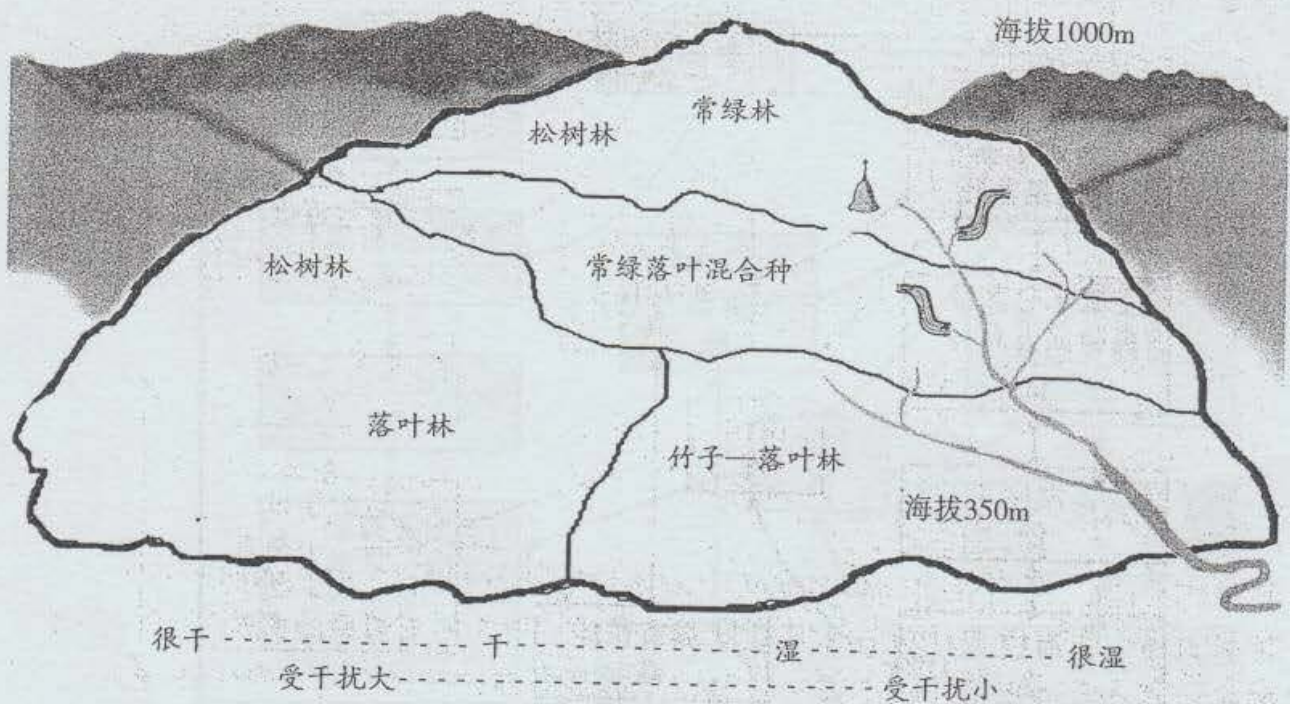 海拔1000m
常绿林
松树林
松树林
常绿落叶混合种
落叶林
竹子—落叶林
海拔350m
很干 干 湿 很湿
受干扰大 受干扰小